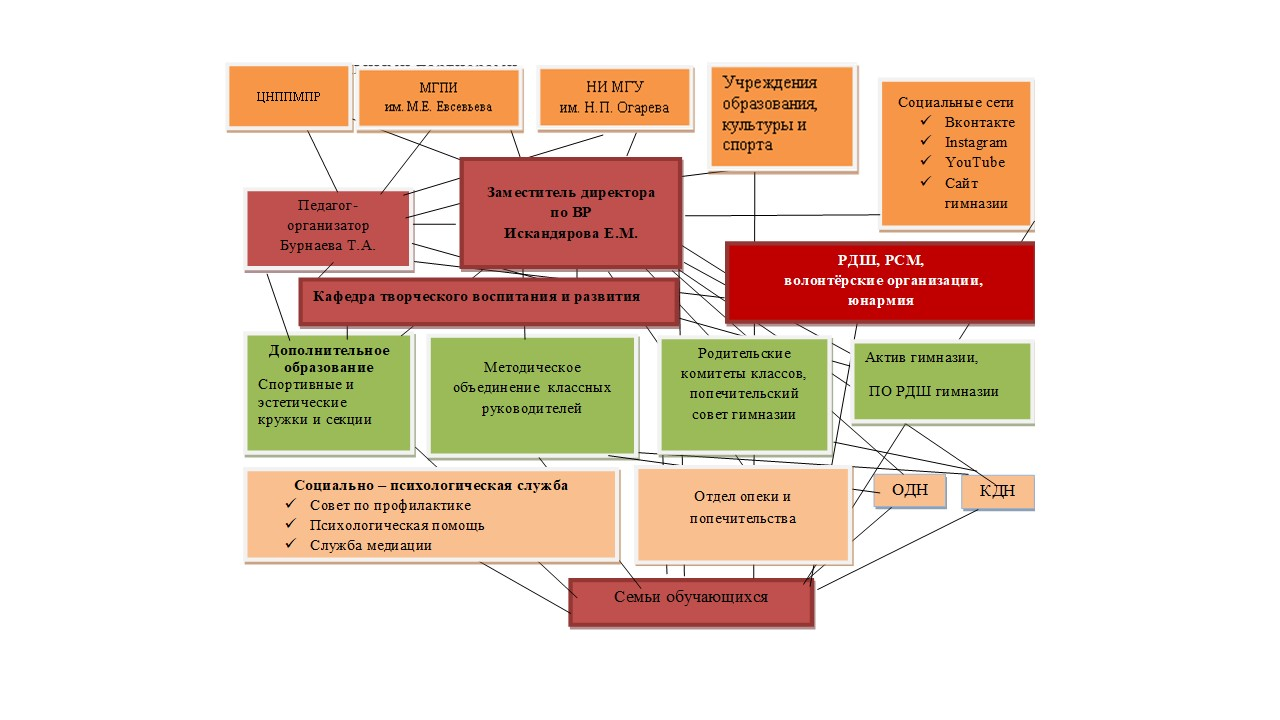 ЦНППМПР
МГПИ
им. М.Е. Евсевьева
НИ МГУ
им. Н.П. Огарева
Учреждения
образования,
культуры и
спорта
Социальные сети
✓ Вконтакте
✓ Instagram
✓ YouTube
✓ Сайт
гимназии
Педагог-
организатор
Бурнаева Т.А.
Заместитель директора
по ВР
Искандярова Е.М.
РДШ, РСМ,
волонтёрские организации,
юнармия
Кафедра творческого воспитания и развития
Дополнительное
образование
Спортивные и
эстетические
кружки и секции
Методическое
объединение классных
руководителей
Родительские
комитеты классов,
попечительский
совет гимназии
Актив гимназии,
ПО РДШ гимназии
Социально – психологическая служба
✓ Совет по профилактике
✓ Психологическая помощь
✓ Служба медиации
Отдел опеки и
попечительства
ОДН
КДН
Семьи обучающихся